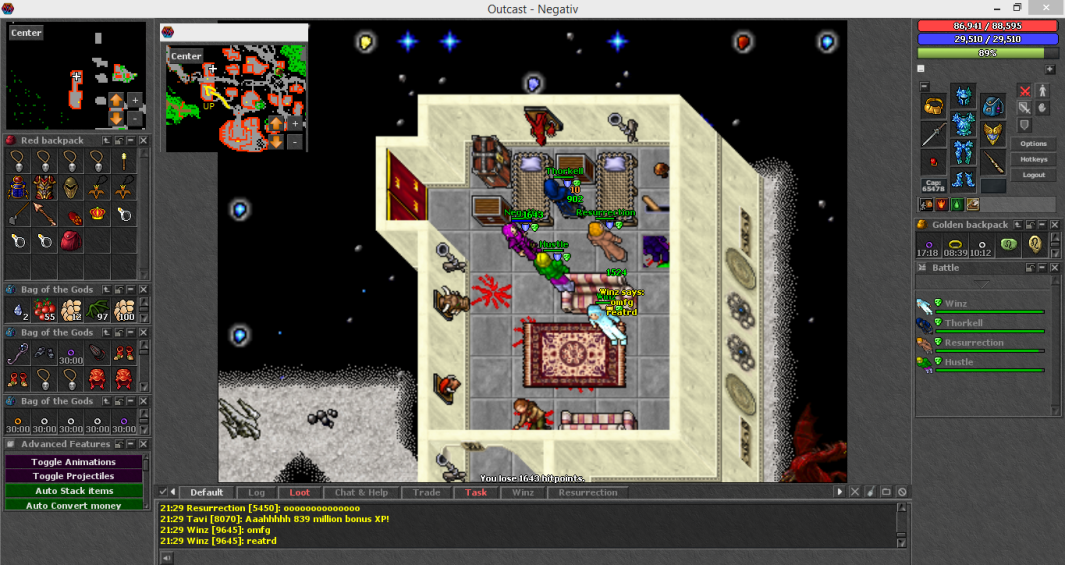 Outcast - Negativ
Center
Center
UP
86,941 / 88,595
29,510 / 29,510
89%
Red backpack
Bag of the Gods
2
55
12
97
100
Bag of the Gods
30:00
Bag of the Gods
30:00
30:00
30:00
30:00
30:00
Advanced Features
Toggle Animations
Toggle Projectiles
Auto Stack items
Auto Convert money
Thorkell
10
902
1643
Resurrection
Hustle
1524
Winz says:
omfg
reatrd
You lose 1643 hitpoints.
Cap:
65478
Options
Hotkeys
Logout
Golden backpack
17:18
08:39
10:12
Battle
Winz
Thorkell
Resurrection
Hustle
Default
Log
Loot
Chat & Help
Trade
Task
Winz
Resurrection
21:29 Resurrection [5450]: oooooooooooooo
21:29 Tavi [8070]: Aaahhhhh 839 million bonus XP!
21:29 Winz [9645]: omfg
21:29 Winz [9645]: reatrd